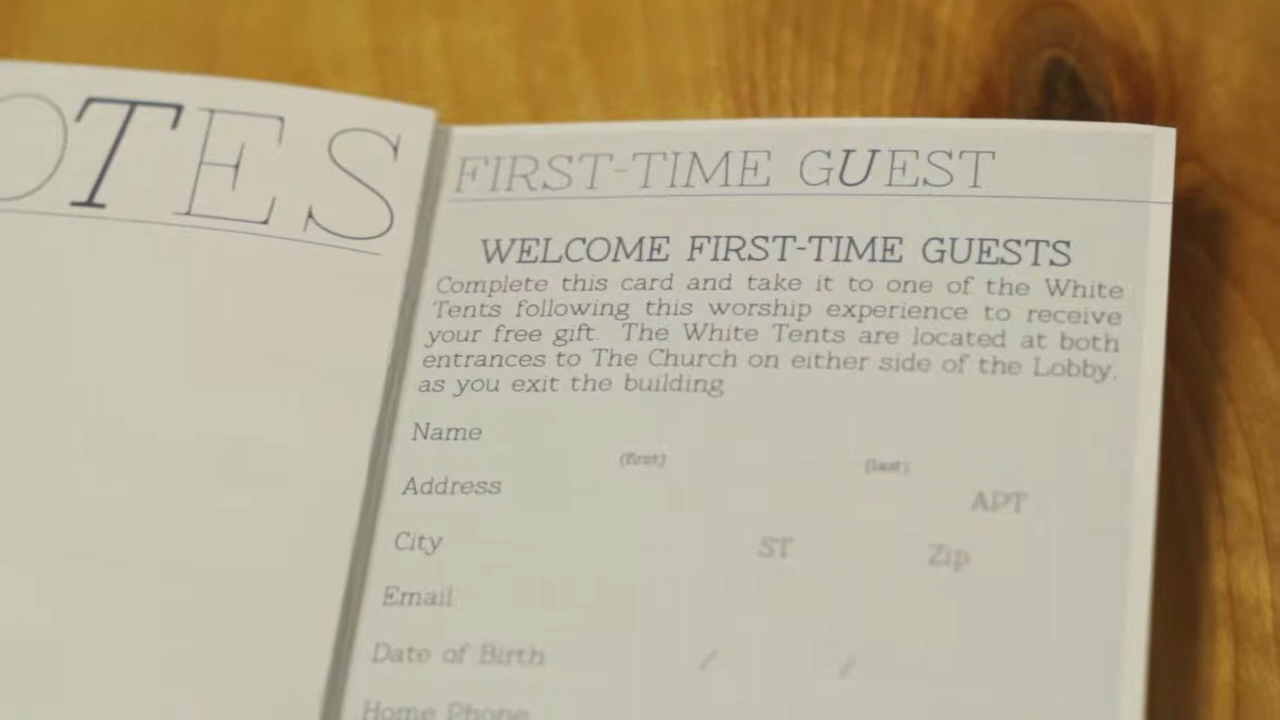 OTES
FIRST-TIME GUEST
WELCOME FIRST-TIME GUESTS
Complete this card and take it to one of the White
Tents following this worship experience to receive
your free gift. The White Tents are located at both
entrances to The Church on either side of the Lobby,
as you exit the building
Name
(first) (last)
Address APT
City ST Zip
Email
Date of Birth / /
Home Phone